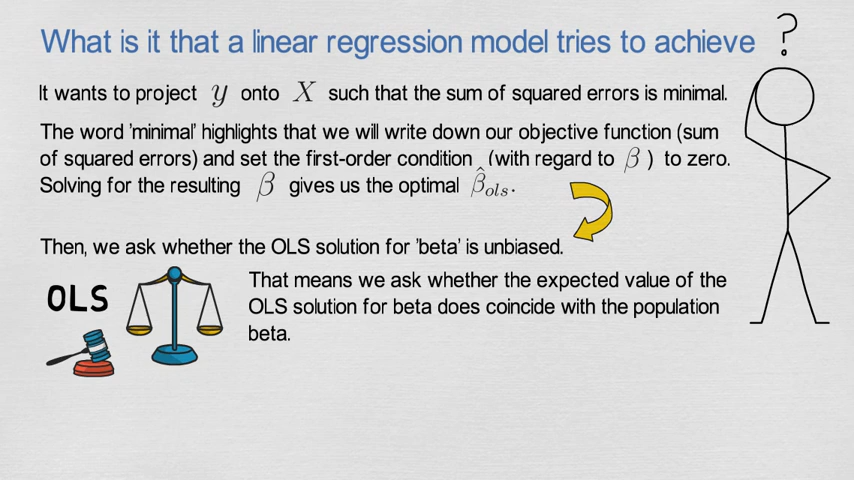 What is it that a linear regression model tries to achieve ?
It wants to project y onto X such that the sum of squared errors is minimal.
The word 'minimal' highlights that we will write down our objective function (sum
of squared errors) and set the first-order condition (with regard to β ) to zero.
Solving for the resulting β gives us the optimal β̂ols.
Then, we ask whether the OLS solution for 'beta' is unbiased.
OLS
That means we ask whether the expected value of the
OLS solution for beta does coincide with the population
beta.